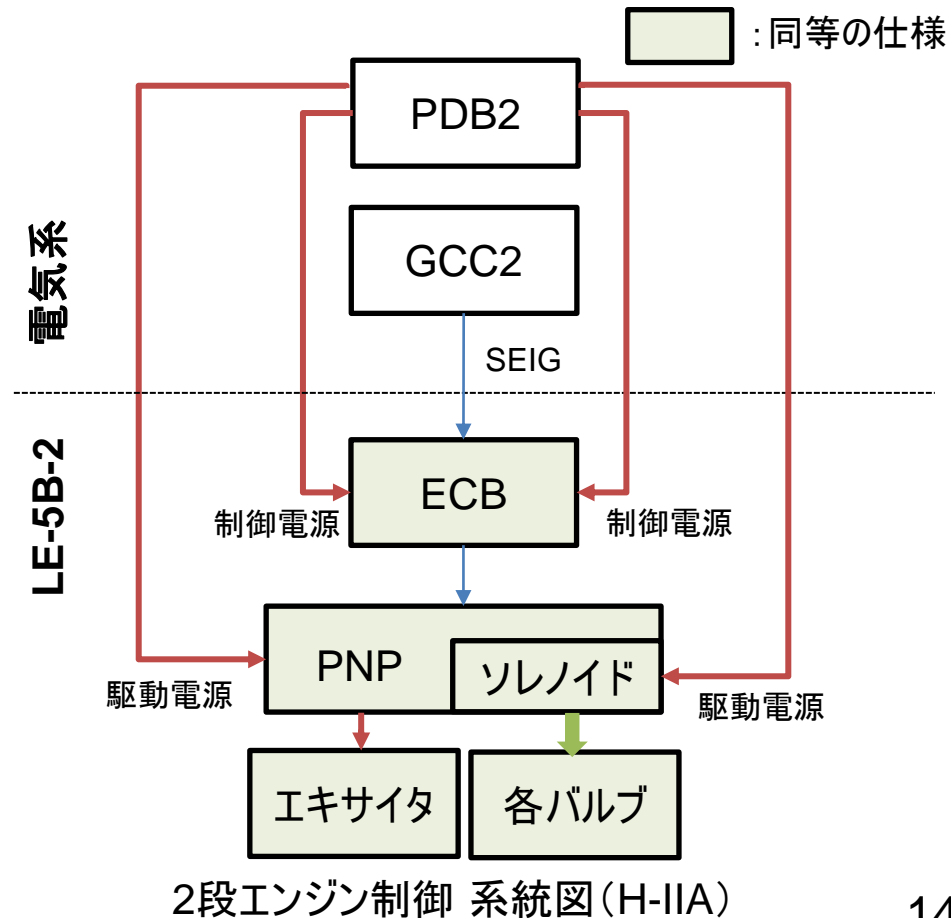 ：同等の仕様
PDB2
GCC2
電気系
SEIG
LE-5B-2
ECB
制御電源
制御電源
PNP
ソレノイド
駆動電源
駆動電源
エキサイタ
各バルブ
2段エンジン制御 系統図（H-IIA）
14